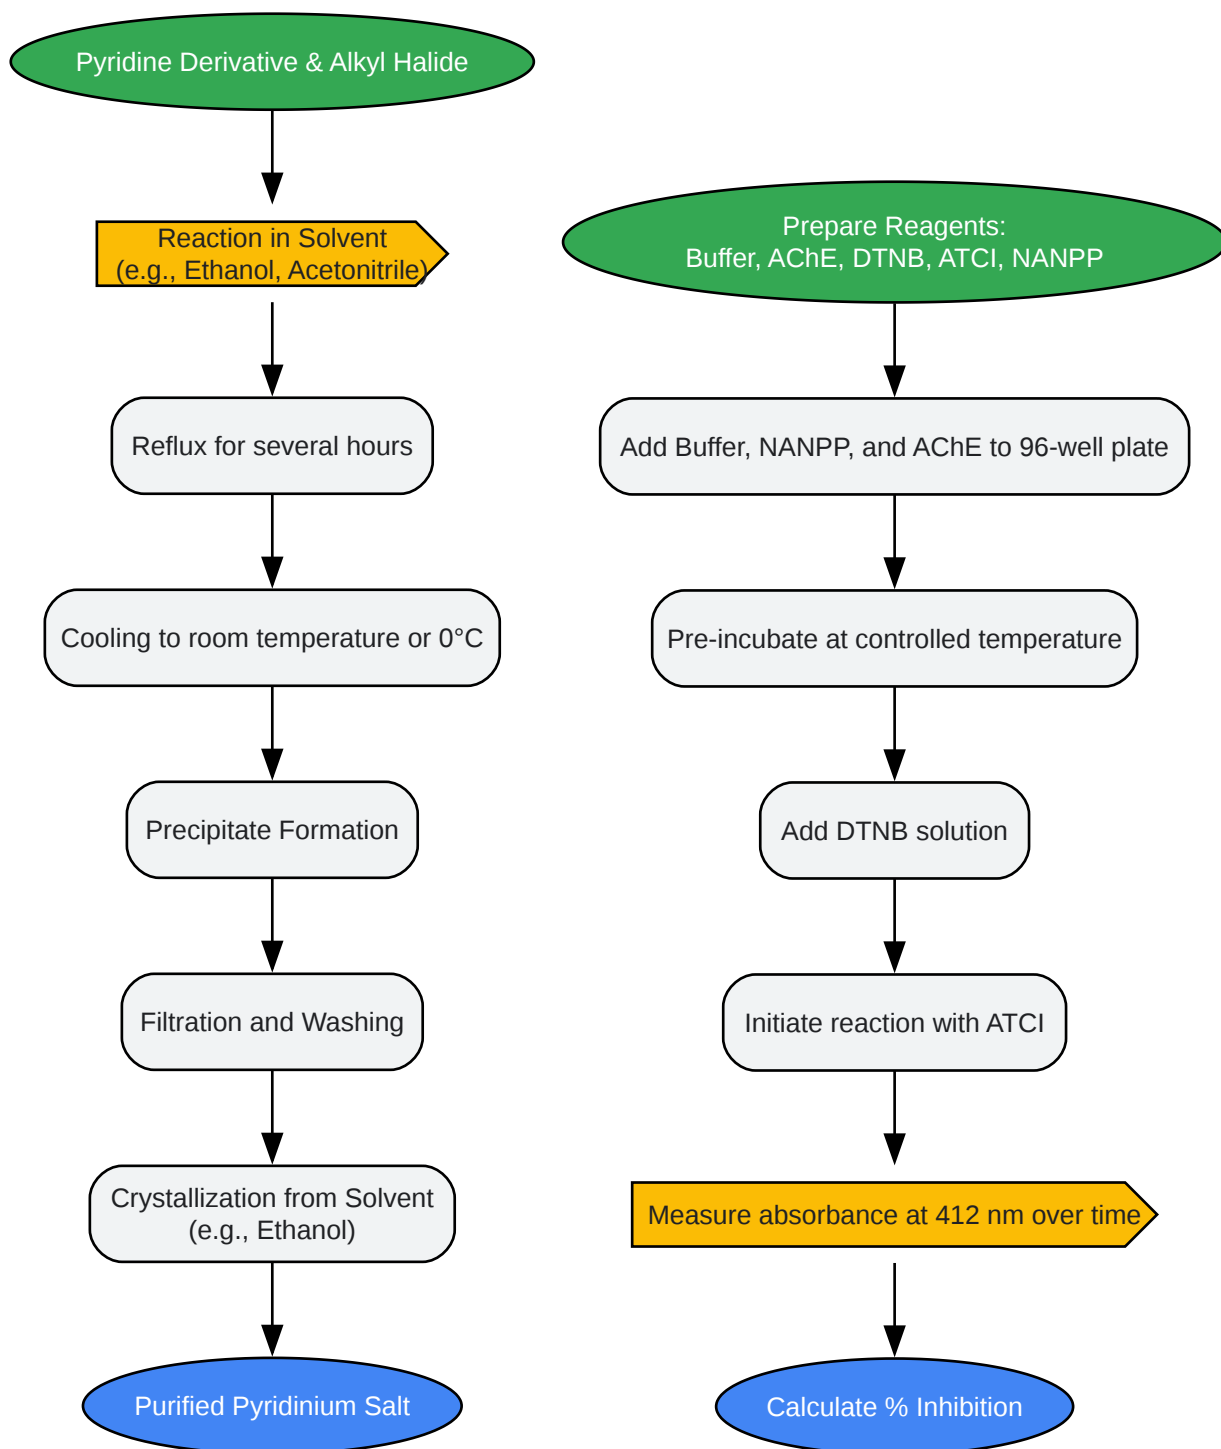 Pyridine Derivative & Alkyl Halide
Reaction in Solvent
(e.g., Ethanol, Acetonitrile)
Reflux for several hours
Cooling to room temperature or 0°C
Precipitate Formation
Filtration and Washing
Crystallization from Solvent
(e.g., Ethanol)
Purified Pyridinium Salt
Prepare Reagents:
Buffer, AChE, DTNB, ATCI, NANPP
Add Buffer, NANPP, and AChE to 96-well plate
Pre-incubate at controlled temperature
Add DTNB solution
Initiate reaction with ATCI
Measure absorbance at 412 nm over time
Calculate % Inhibition